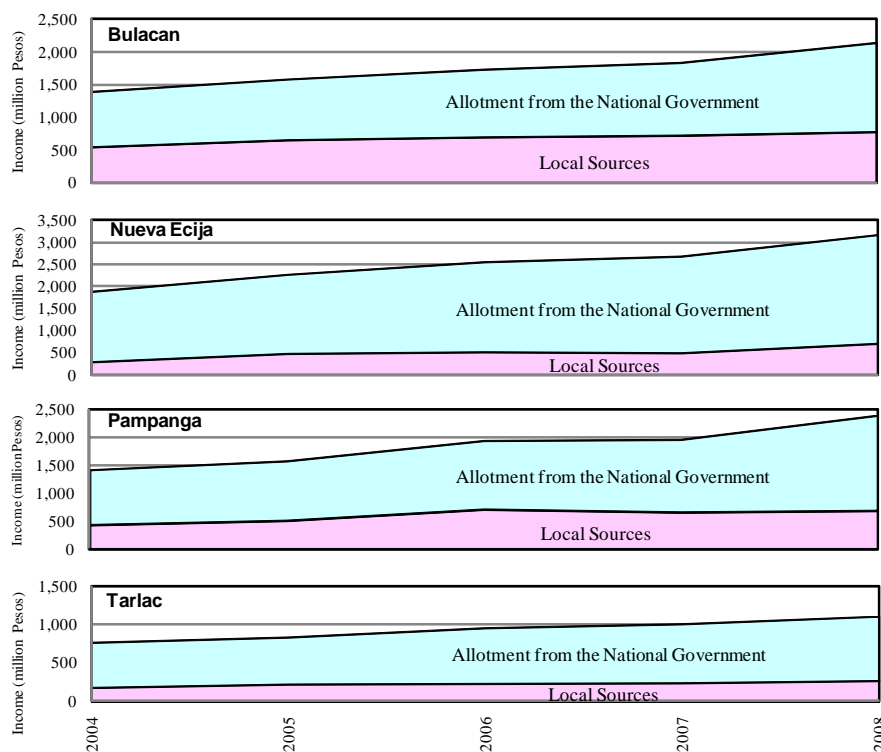 Income (million Pesos)
2,500
2,000
1,500
1,000
500
0
Bulacan
Allotment from the National Government
Local Sources
Income (million Pesos)
3,500
3,000
2,500
2,000
1,500
1,000
500
0
Nueva Ecija
Allotment from the National Government
Local Sources
Income (millionPesos)
2,500
2,000
1,500
1,000
500
0
Pampanga
Allotment from the National Government
Local Sources
Income (million Pesos)
1,500
1,000
500
0
Tarlac
Allotment from the National Government
Local Sources
2004
2005
2006
2007
2008